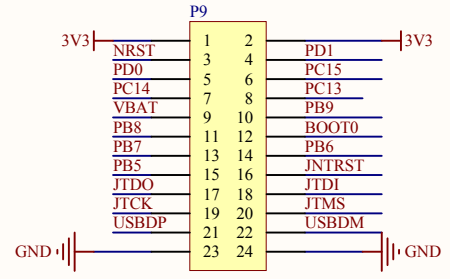 P9
3V3 1 2 3V3
NRST 3 4 PD1
PD0 5 6 PC15
PC14 7 8 PC13
VBAT 9 10 PB9
PB8 11 12 BOOT0
PB7 13 14 PB6
PB5 15 16 JNTRST
JTDO 17 18 JTDI
JTCK 19 20 JTMS
USBDP 21 22 USBDM
GND 23 24 GND